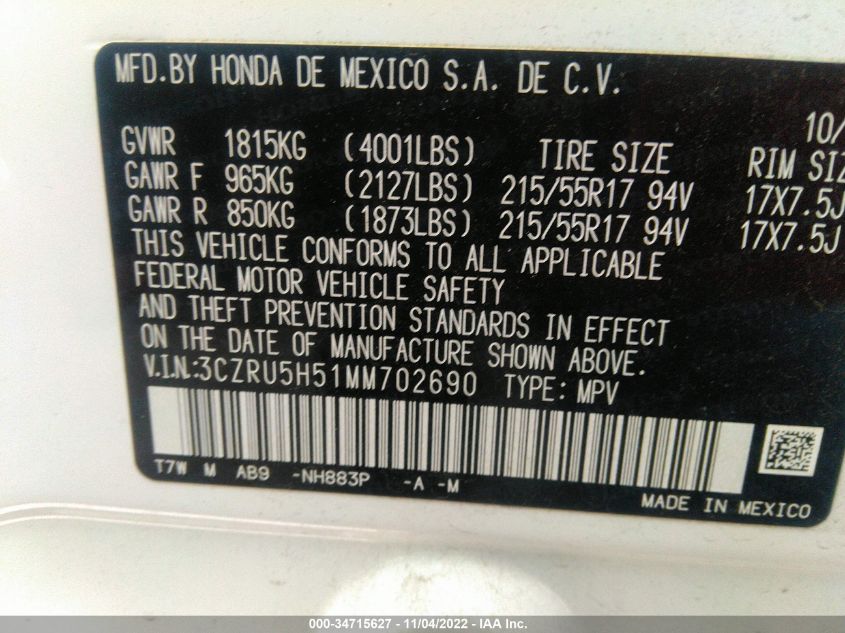 MFD.BY HONDA DE MEXICO S.A. DE C.V.
10/
GVWR 1815KG (4001LBS) TIRE SIZE RIM SIZ
GAWR F 965KG (2127LBS) 215/55R17 94V 17X7.5J
GAWR R 850KG (1873LBS) 215/55R17 94V 17X7.5J
THIS VEHICLE CONFORMS TO ALL APPLICABLE
FEDERAL MOTOR VEHICLE SAFETY
AND THEFT PREVENTION STANDARDS IN EFFECT
ON THE DATE OF MANUFACTURE SHOWN ABOVE.
V.I.N.:3CZRU5H51MM702690 TYPE: MPV
T7W M AB9 -NH883P -A -M
MADE IN MEXICO
000-34715627 - 11/04/2022 - IAA Inc.